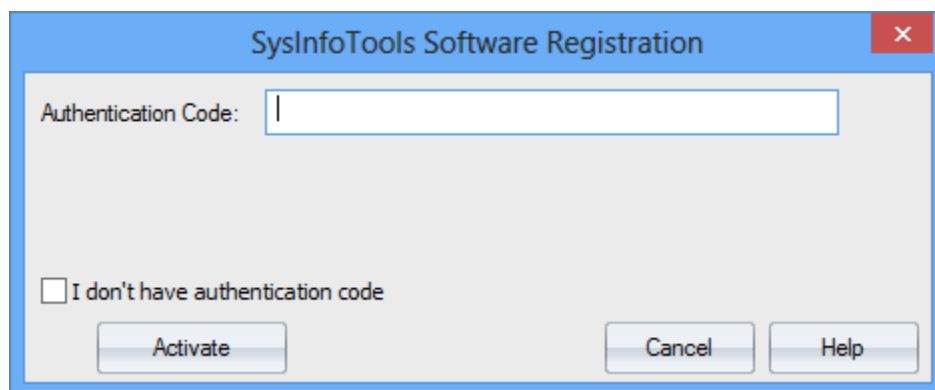 SysInfoTools Software Registration
Authentication Code:
I don't have authentication code
Activate Cancel Help